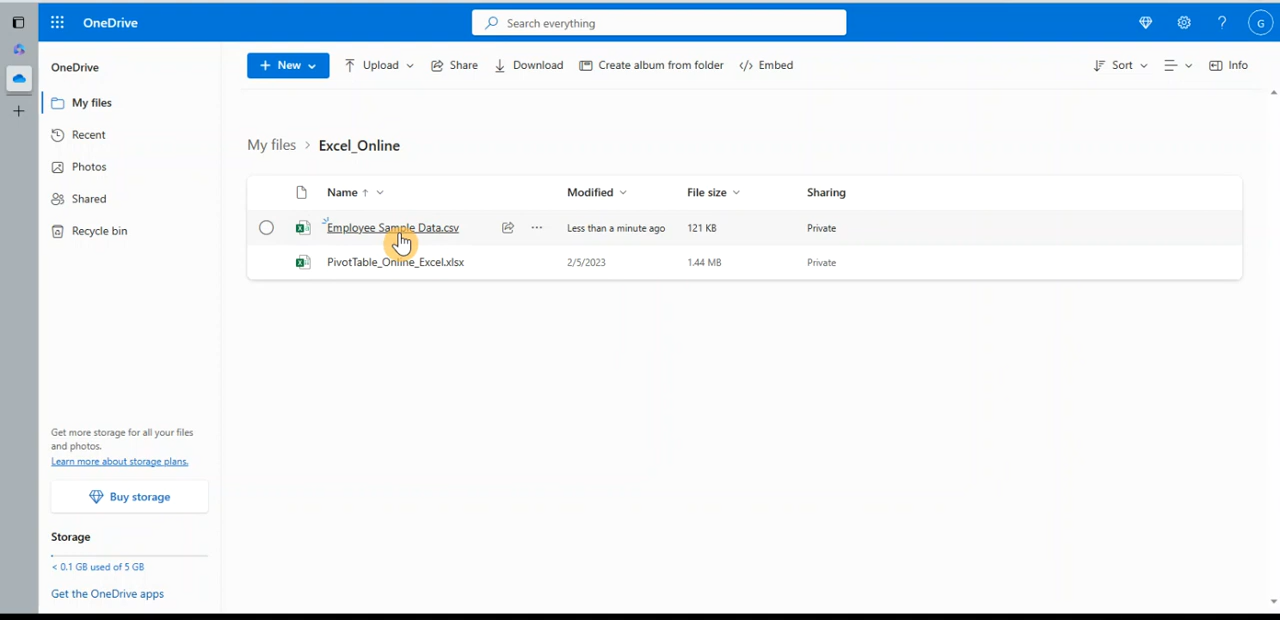 OneDrive
Search everything
G
OneDrive
New
Upload
Share
Download
Create album from folder
Embed
Sort
Info
My files
Recent
Photos
Shared
Recycle bin
My files > Excel_Online
Name ↑ Modified File size Sharing
Employee Sample Data.csv Less than a minute ago 121 KB Private
PivotTable_Online_Excel.xlsx 2/5/2023 1.44 MB Private
Get more storage for all your files
and photos.
Learn more about storage plans.
Buy storage
Storage
< 0.1 GB used of 5 GB
Get the OneDrive apps